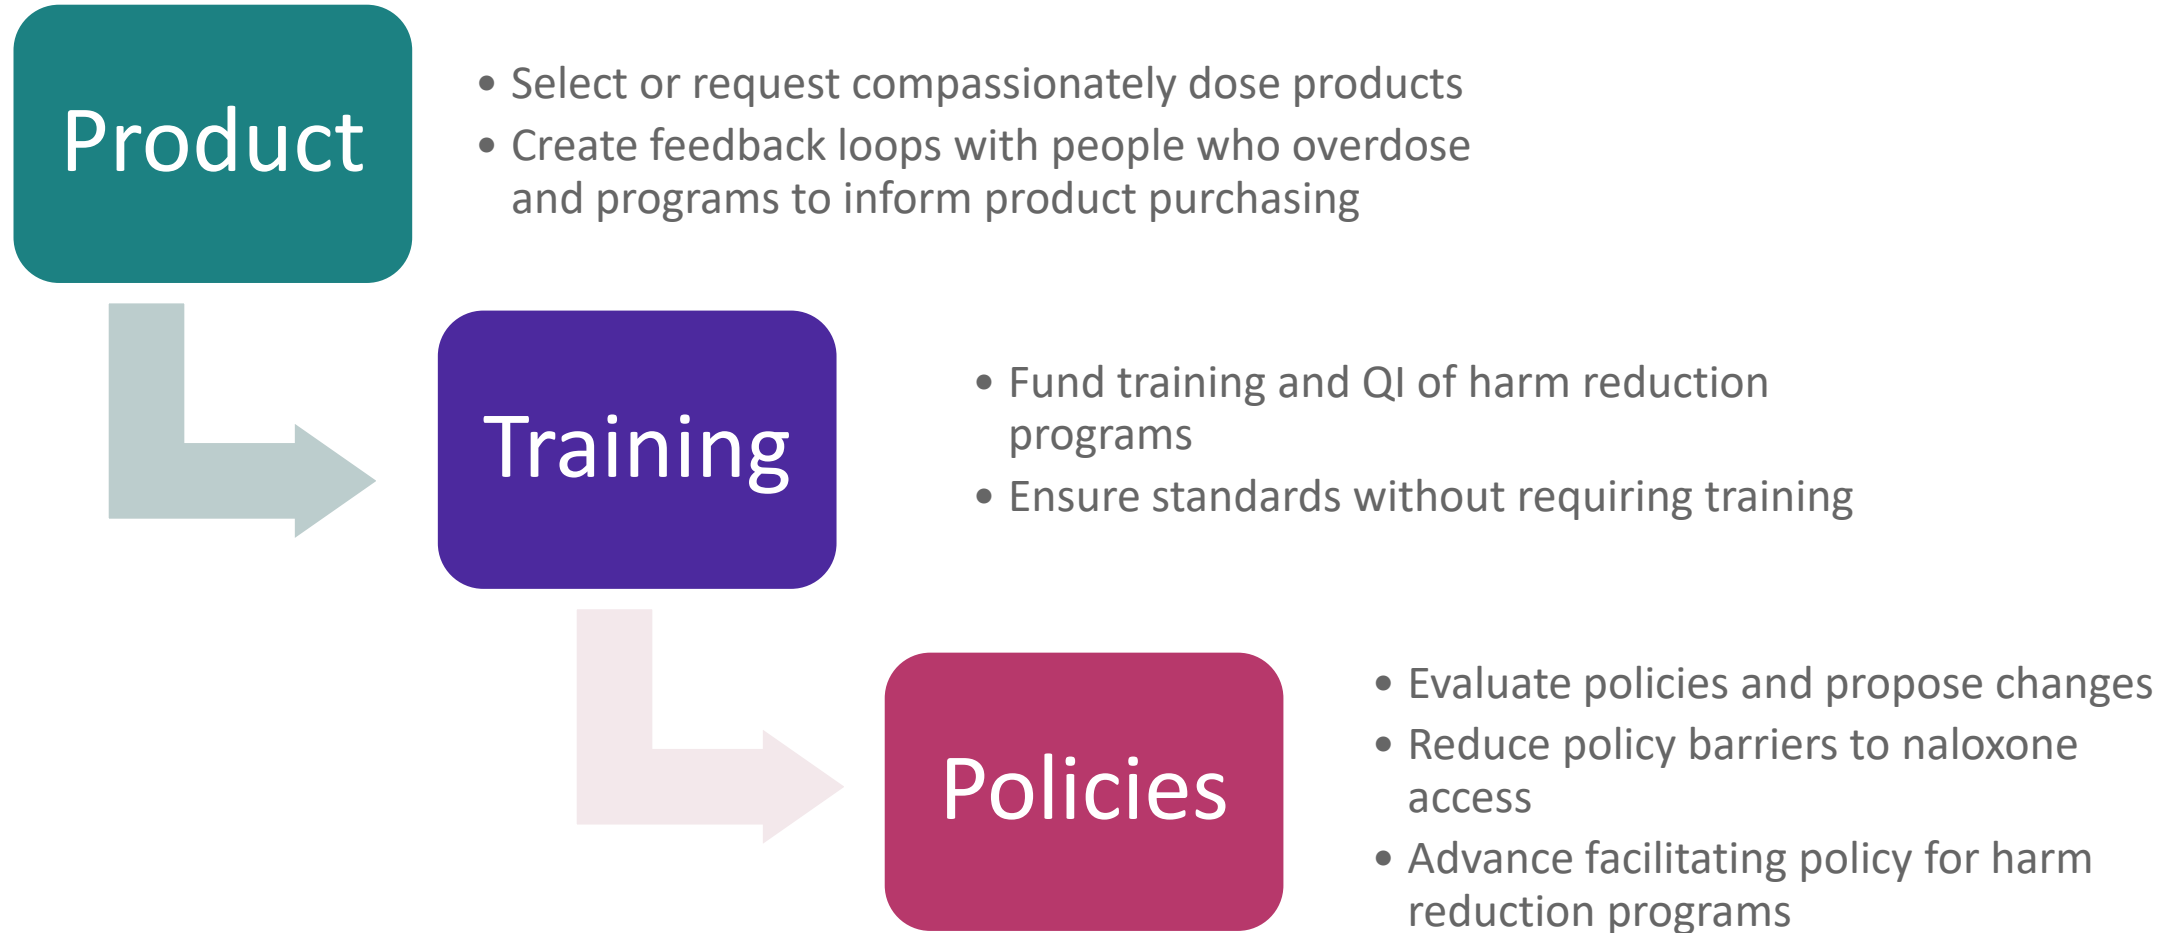 Product
• Select or request compassionately dose products
• Create feedback loops with people who overdose
and programs to inform product purchasing
Training
• Fund training and QI of harm reduction
programs
• Ensure standards without requiring training
Policies
• Evaluate policies and propose changes
• Reduce policy barriers to naloxone
access
• Advance facilitating policy for harm
reduction programs